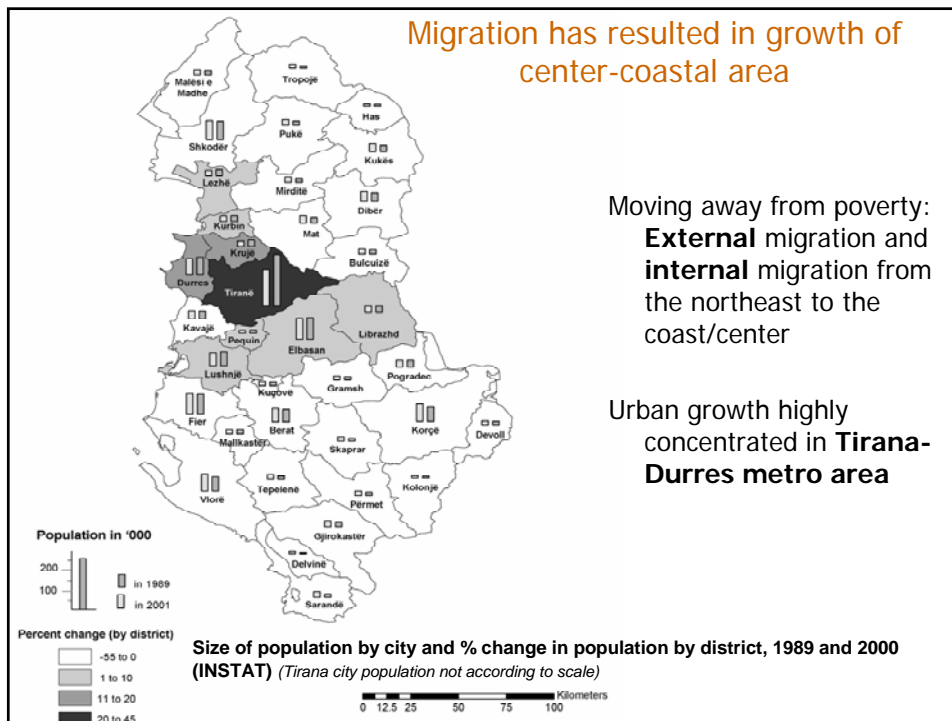 Migration has resulted in growth of
center-coastal area
Malësi e
Madhe
Tropojë
Has
Shkodër
Pukë
Kukës
Lezhë
Mirditë
Dibër
Kurbin
Mat
Krujë
Bulcuizë
Durres
Tiranë
Kavajë
Pequin
Elbasan
Librazhd
Lushnjë
Pogradec
Kuçovë
Gramsh
Fier
Berat
Korçë
Devoll
Mallkastër
Skaprar
Vlorë
Tepelenë
Përmet
Kolonjë
Gjirokastër
Delvinë
Sarandë
Moving away from poverty:
External migration and
internal migration from
the northeast to the
coast/center
Urban growth highly
concentrated in Tirana-
Durres metro area
Population in '000
200
100
in 1989
in 2001
Percent change (by district)
-55 to 0
1 to 10
11 to 20
20 to 45
Size of population by city and % change in population by district, 1989 and 2000
(INSTAT) (Tirana city population not according to scale)
Kilometers
0 12.5 25 50 75 100